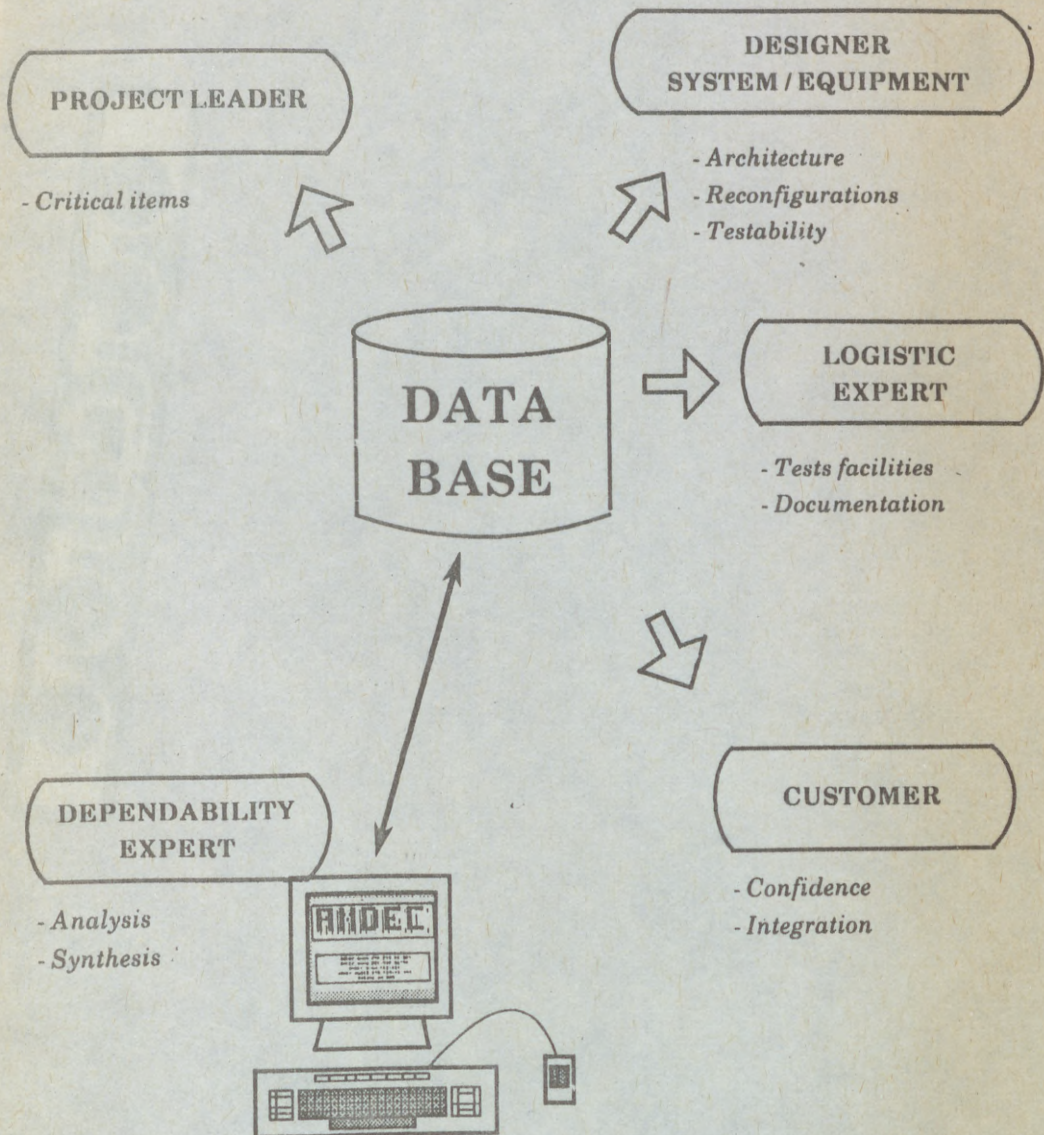 PROJECT LEADER
- Critical items
DESIGNER
SYSTEM / EQUIPMENT
- Architecture
- Reconfigurations
- Testability
DATA
BASE
LOGISTIC
EXPERT
- Tests facilities
- Documentation
DEPENDABILITY
EXPERT
- Analysis
- Synthesis
CUSTOMER
- Confidence
- Integration